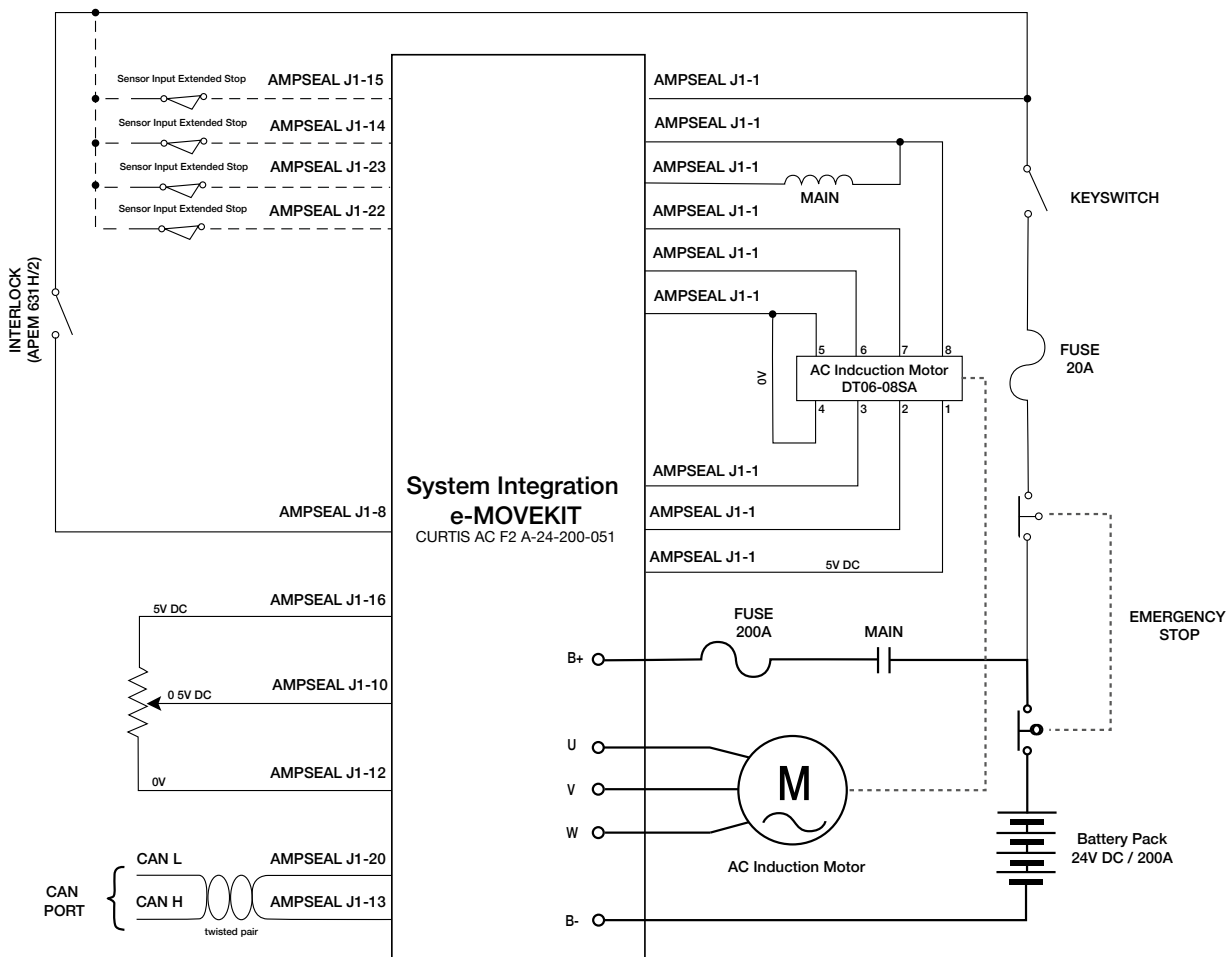 Sensor Input Extended Stop
AMPSEAL J1-15
Sensor Input Extended Stop
AMPSEAL J1-14
Sensor Input Extended Stop
AMPSEAL J1-23
Sensor Input Extended Stop
AMPSEAL J1-22
INTERLOCK
(APEM 631H/2)
AMPSEAL J1-8
5V DC
AMPSEAL J1-16
0 5V DC
AMPSEAL J1-10
0V
AMPSEAL J1-12
CAN
PORT
CAN L
AMPSEAL J1-20
CAN H
AMPSEAL J1-13
twisted pair
System Integration
e-MOVEKIT
CURTIS AC F2 A-24-200-051
AMPSEAL J1-1
AMPSEAL J1-1
AMPSEAL J1-1
MAIN
AMPSEAL J1-1
AMPSEAL J1-1
AMPSEAL J1-1
0V
5 6 7 8
AC Indcuction Motor
DT06-08SA
4 3 2 1
AMPSEAL J1-1
AMPSEAL J1-1
AMPSEAL J1-1
5V DC
KEYSWITCH
FUSE
20A
EMERGENCY
STOP
FUSE
200A
MAIN
B+
U
V
W
B-
M
AC Induction Motor
Battery Pack
24V DC / 200A